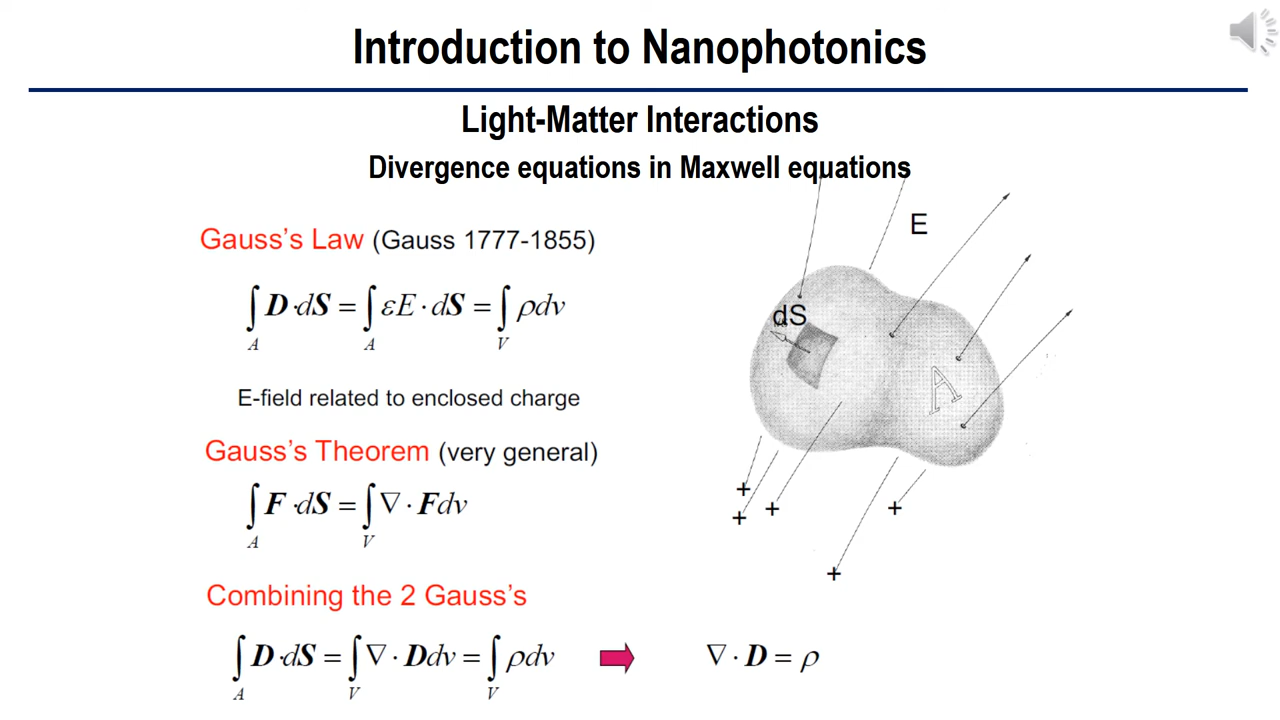 Introduction to Nanophotonics
Light-Matter Interactions
Divergence equations in Maxwell equations
Gauss's Law (Gauss 1777-1855)
∫_A D·dS = ∫_A εE·dS = ∫_V ρdv
E-field related to enclosed charge
Gauss's Theorem (very general)
∫_A F·dS = ∫_V ∇·Fdv
Combining the 2 Gauss's
∫_A D·dS = ∫_V ∇·Ddv = ∫_V ρdv
∇·D = ρ
E
dS
A
+
+
+
+
+